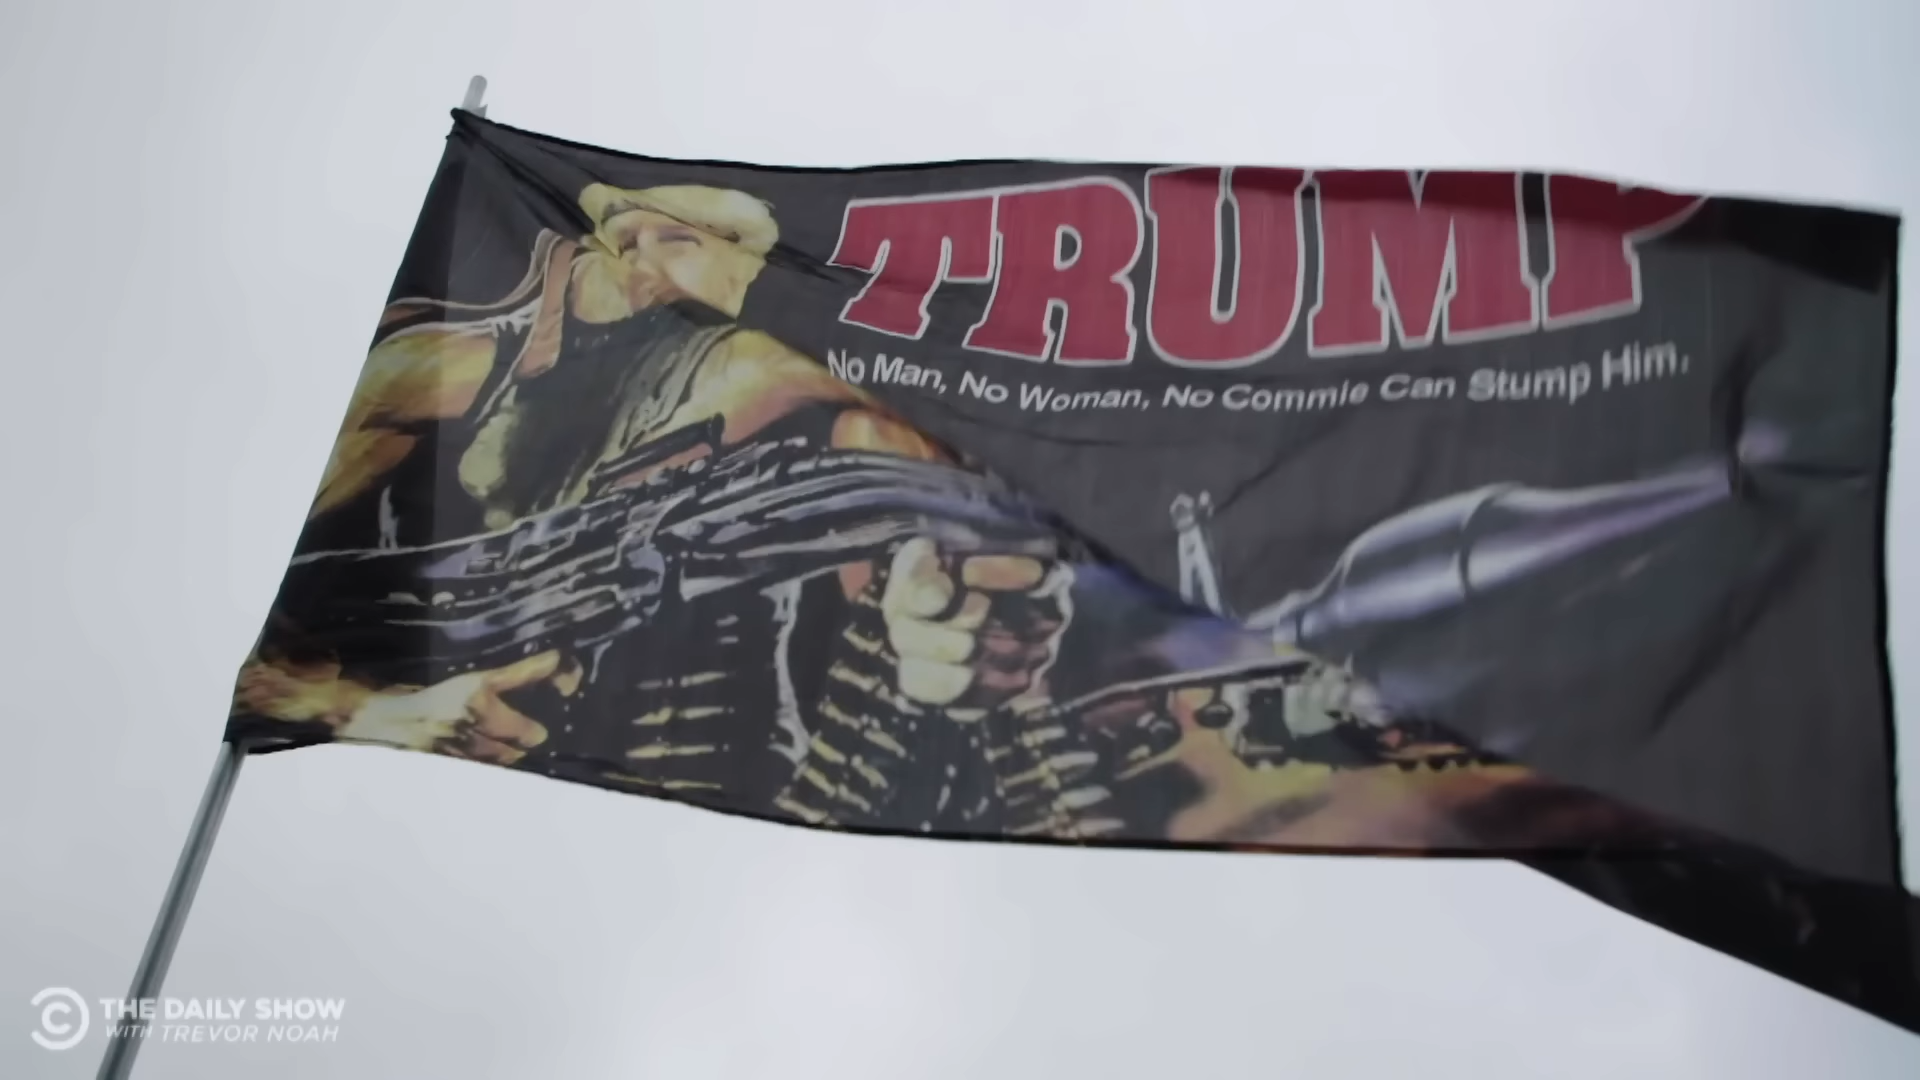 TRUMP
No Man, No Woman, No Commie Can Stump Him.
THE DAILY SHOW
WITH TREVOR NOAH